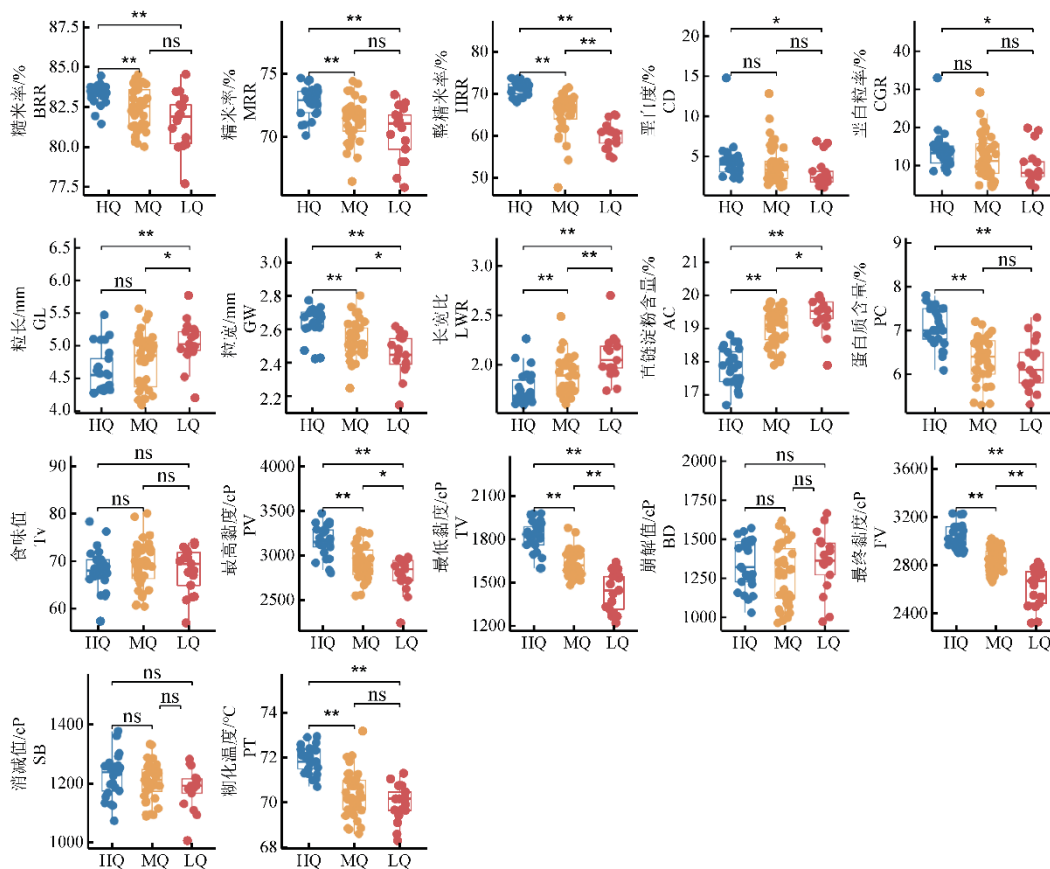 糙米率/%
BRR
87.5
85.0
82.5
80.0
77.5
**
**
ns
HQ MQ LQ
精米率/%
MRR
75
70
**
**
ns
HQ MQ LQ
整精米率/%
HRR
80
70
60
50
**
**
**
HQ MQ LQ
垩白度/%
CD
15
10
5
*
ns
ns
HQ MQ LQ
垩白粒率/%
CGR
40
30
20
10
*
ns
ns
HQ MQ LQ
粒长/mm
GL
6.5
6.0
5.5
5.0
4.5
4.0
**
*
ns
HQ MQ LQ
粒宽/mm
GW
3.0
2.8
2.6
2.4
2.2
**
**
*
HQ MQ LQ
长宽比
LWR
3.0
2.5
2.0
**
**
**
HQ MQ LQ
直链淀粉含量/%
AC
21
20
19
18
17
**
**
*
HQ MQ LQ
蛋白质含量/%
PC
9
8
7
6
**
**
ns
HQ MQ LQ
食味值
Tv
90
80
70
60
ns
ns
ns
HQ MQ LQ
最高黏度/cP
PV
4000
3500
3000
2500
**
*
**
HQ MQ LQ
最低黏度/cP
TV
2100
1800
1500
1200
**
**
**
HQ MQ LQ
崩解值/cP
BD
2000
1750
1500
1250
1000
ns
ns
ns
HQ MQ LQ
最终黏度/cP
FV
3600
3200
2800
2400
**
**
**
HQ MQ LQ
消减值/cP
SB
1400
1200
1000
ns
ns
ns
HQ MQ LQ
糊化温度/°C
PT
74
72
70
68
**
ns
**
HQ MQ LQ